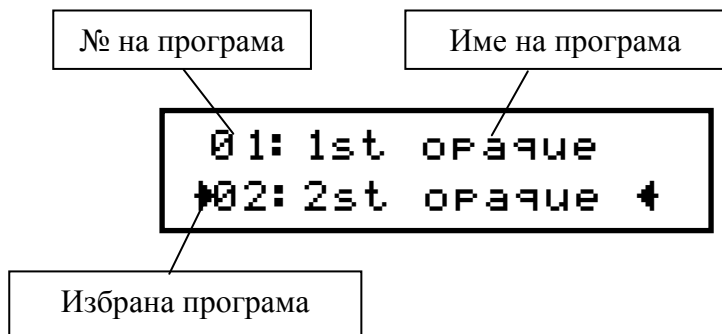 № на програма
Име на програма
01: 1st opaque
02: 2st opaque
Избрана програма